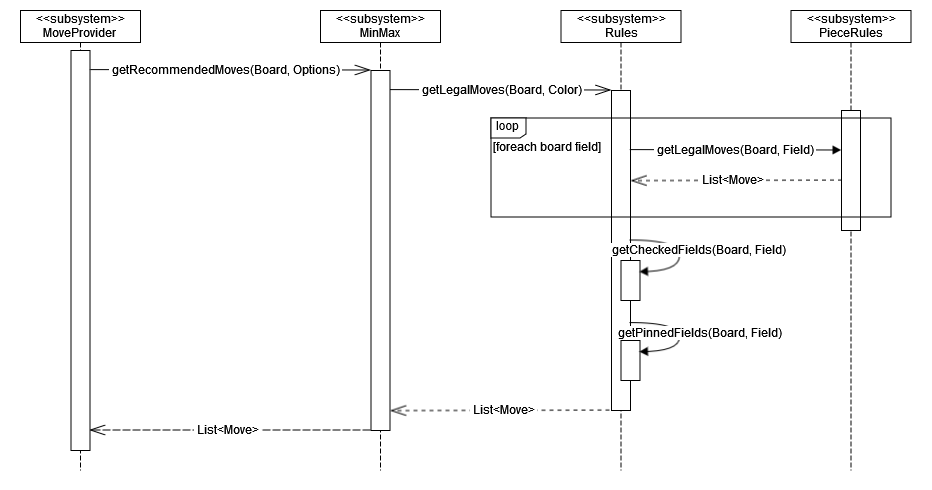 <<subsystem>>
MoveProvider
<<subsystem>>
MinMax
<<subsystem>>
Rules
<<subsystem>>
PieceRules
getRecommendedMoves(Board, Options)
getLegalMoves(Board, Color)
loop
[foreach board field]
getLegalMoves(Board, Field)
List<Move>
getCheckedFields(Board, Field)
getPinnedFields(Board, Field)
List<Move>
List<Move>